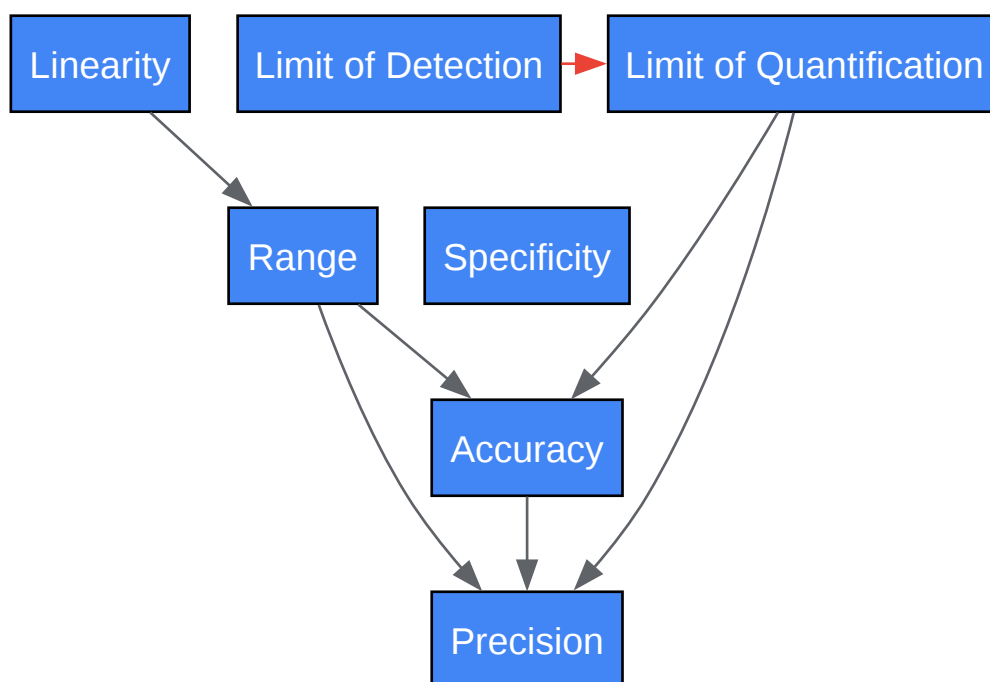 Linearity
Limit of Detection
Limit of Quantification
Range
Specificity
Accuracy
Precision